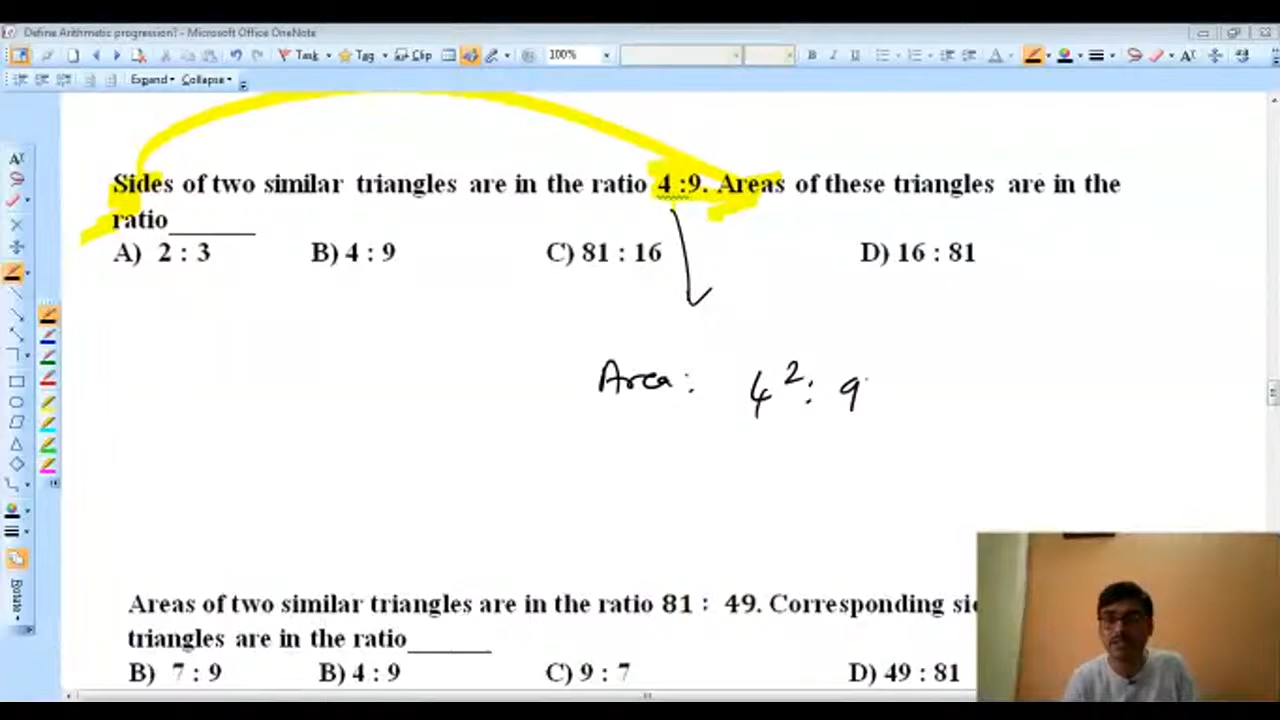 Define Arithmetic progression? - Microsoft Office OneNote
Task Tag Clip 100% B I U
Expand Collapse
Sides of two similar triangles are in the ratio 4 :9. Areas of these triangles are in the
ratio________
A) 2 : 3 B) 4 : 9 C) 81 : 16 D) 16 : 81
Area: 4²: 9
Areas of two similar triangles are in the ratio 81 : 49. Corresponding
triangles are in the ratio________
B) 7 : 9 B) 4 : 9 C) 9 : 7 D) 49 : 81
Rotate